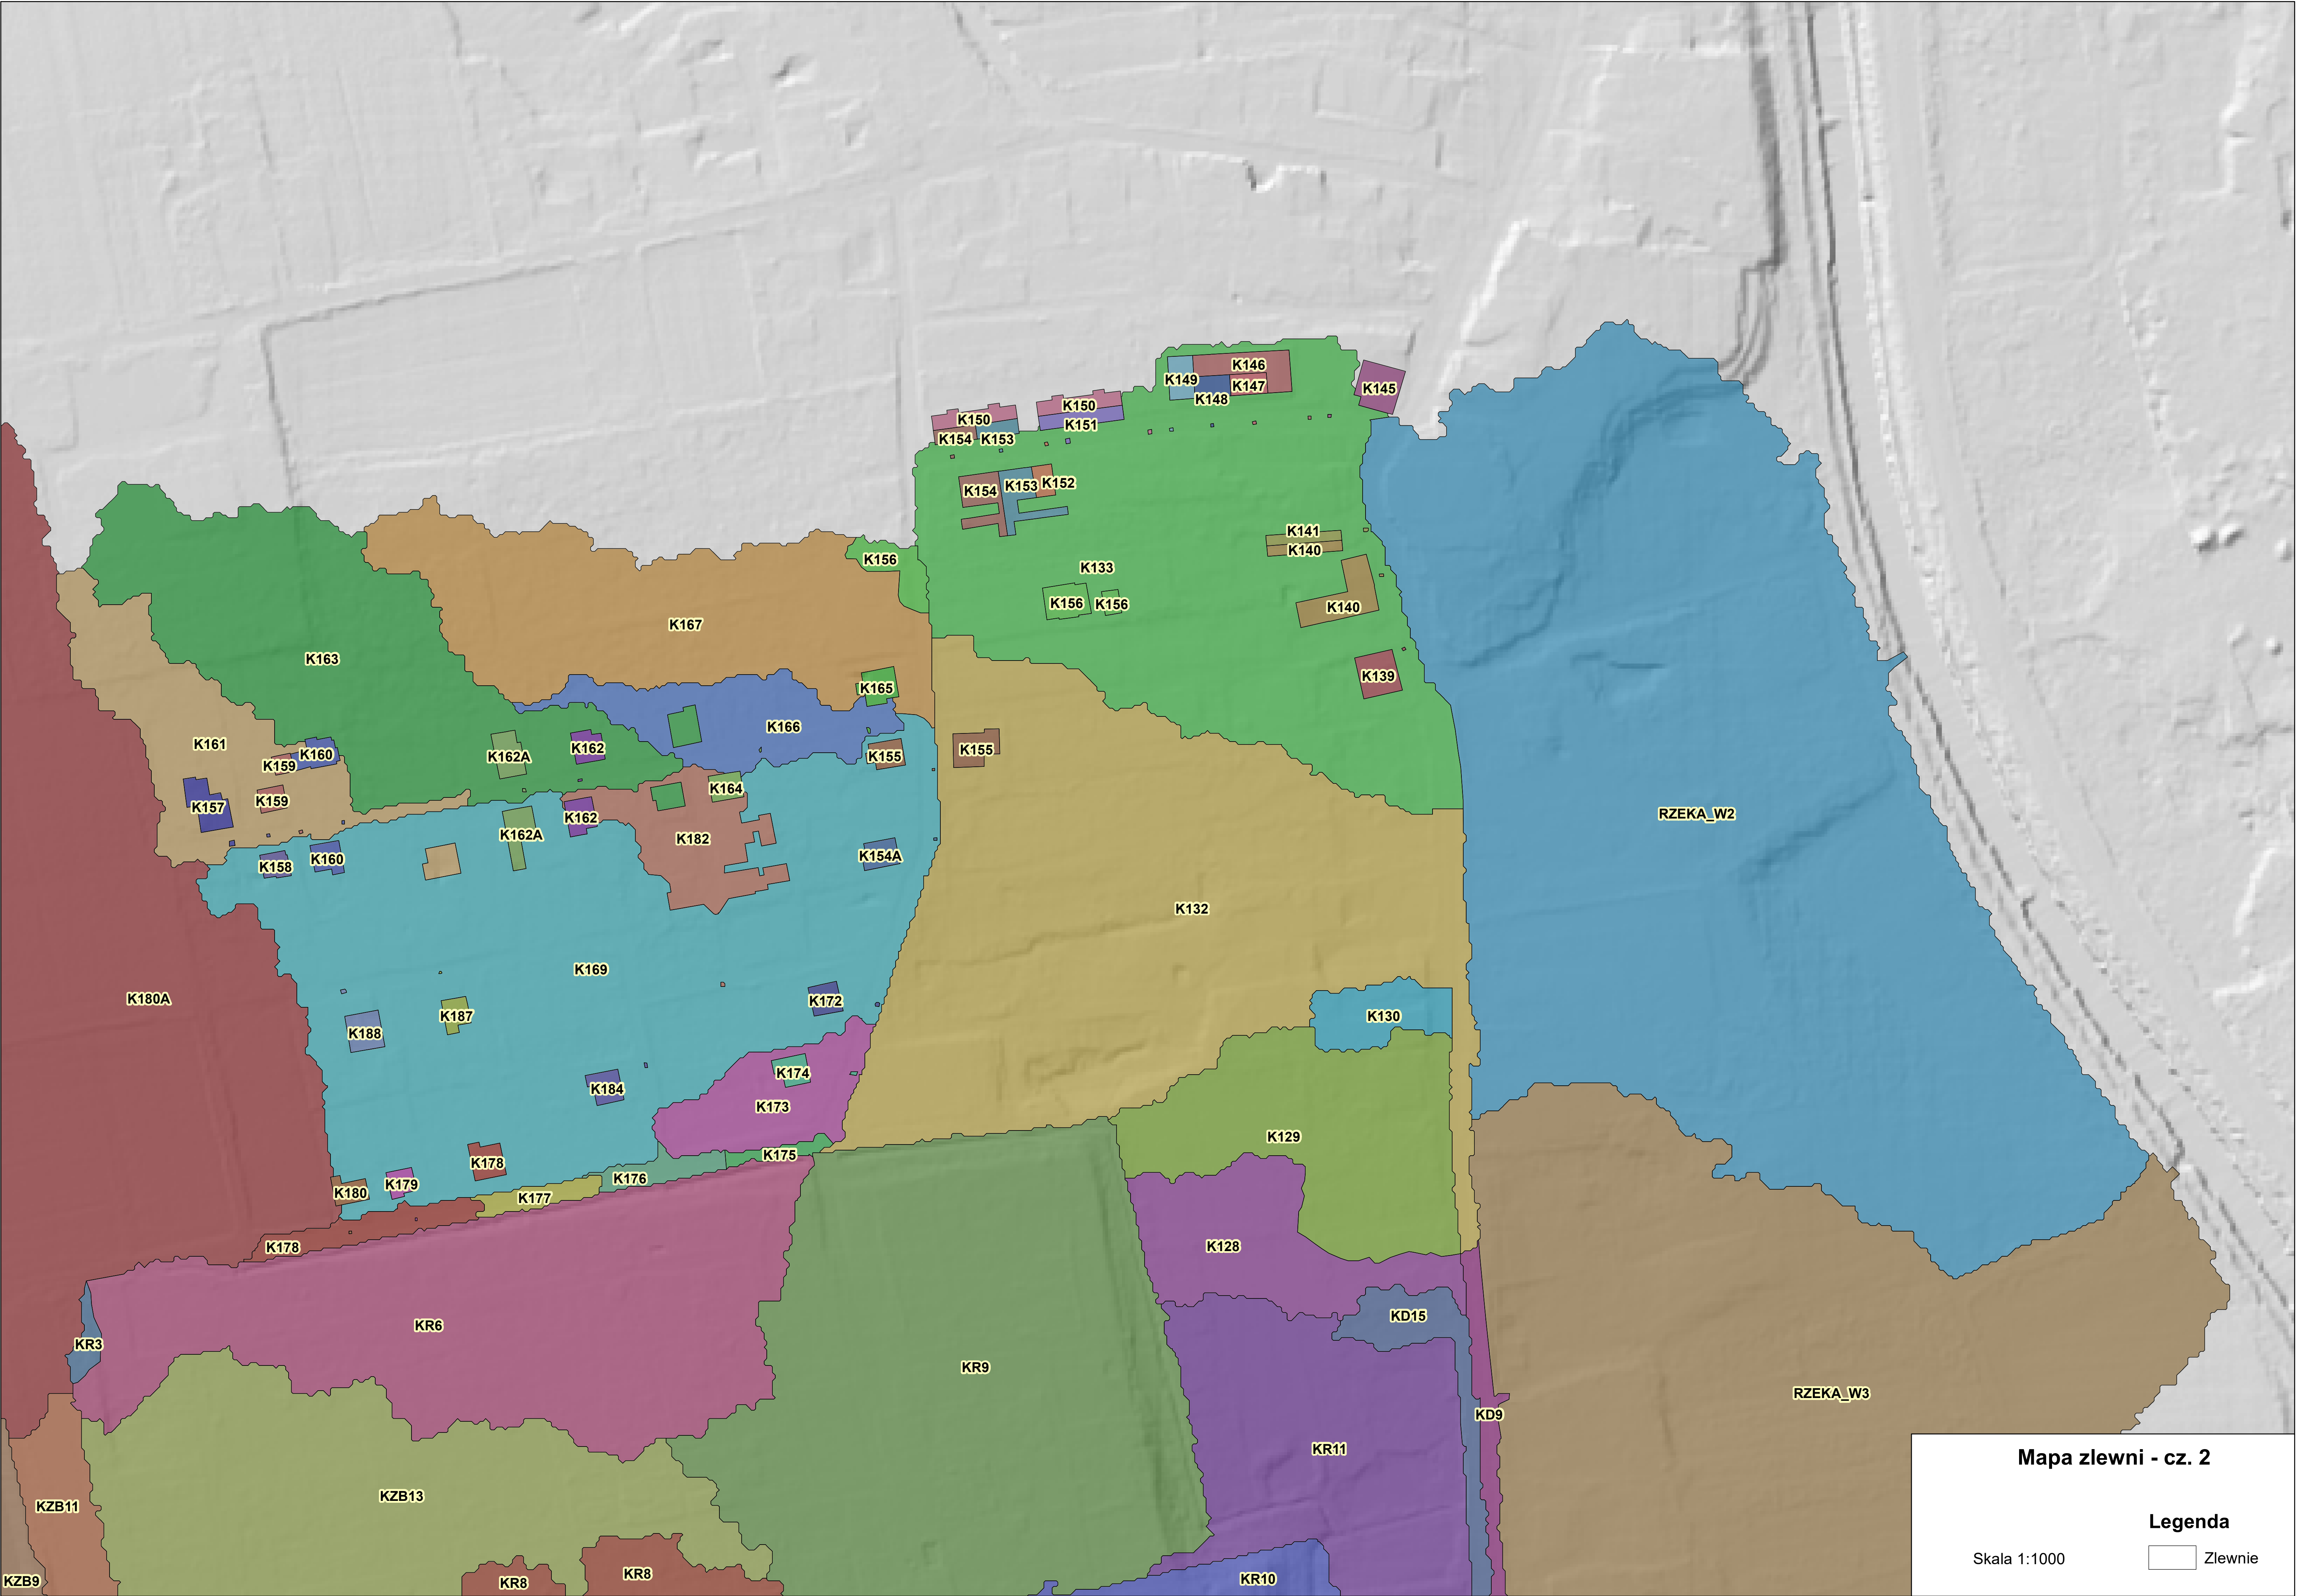 K146
K149
K147
K145
K148
K150
K150
K151
K154
K153
K154
K153
K152
K141
K140
K156
K133
K156
K156
K140
K167
K163
K139
K165
K166
K161
K162
K155
K160
K162A
K155
K159
K164
K159
K157
K162
RZEKA_W2
K162A
K182
K154A
K160
K158
K132
K169
K180A
K172
K187
K130
K188
K174
K184
K173
K129
K175
K178
K176
K179
K180
K177
K178
K128
KD15
KR6
KR3
KR9
RZEKA_W3
KD9
KR11
KZB13
KZB11
KR8
KR10
KZB9
KR8
Mapa zlewni - cz. 2
Legenda
Skala 1:1000
Zlewnie